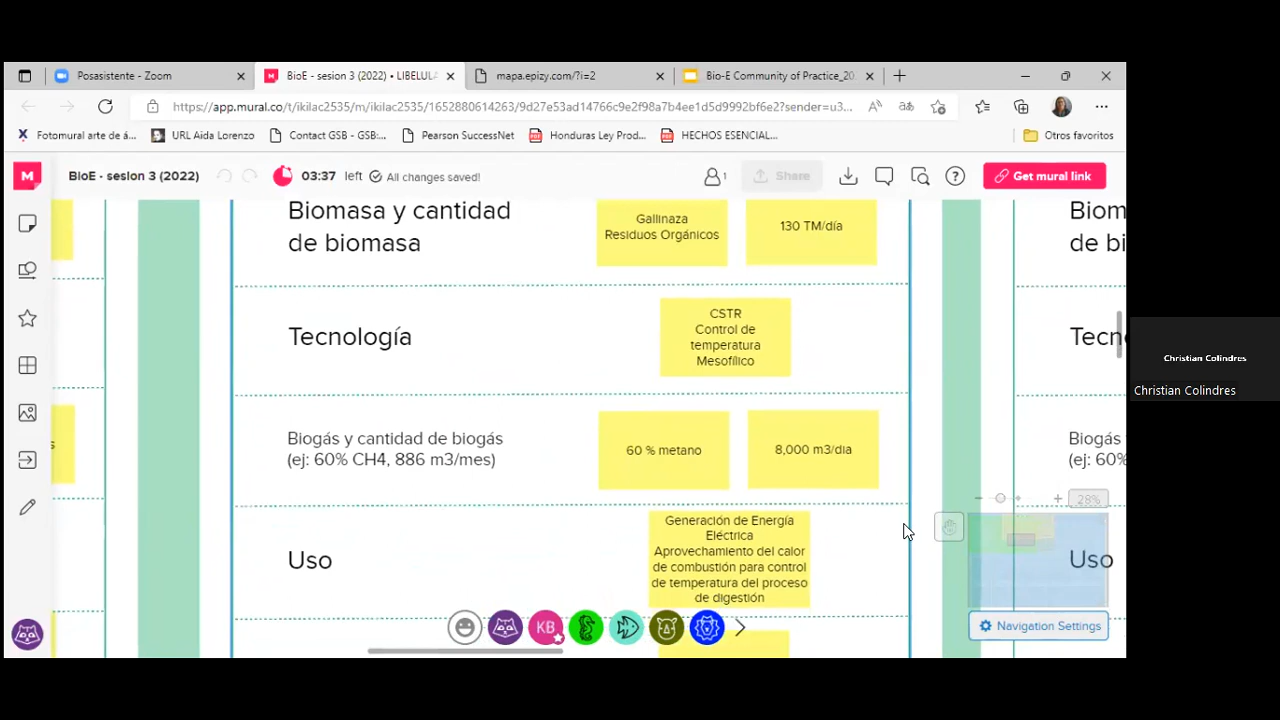 Posasistente - Zoom
BioE - sesion 3 (2022) • LIBELULA
mapa.epizy.com/?i=2
Bio-E Community of Practice_20
https://app.mural.co/t/ikilac2535/m/ikilac2535/1652880614263/9d27e53ad14766c9e2f98a7b4ee1d5d9992bf6e2?sender=u3...
Fotomural arte de á...
URL Aida Lorenzo
Contact GSB - GSB:...
Pearson SuccessNet
Honduras Ley Prod...
HECHOS ESENCIAL...
Otros favoritos
BioE - sesion 3 (2022)
03:37 left
All changes saved!
1
Share
Get mural link
Biomasa y cantidad
de biomasa
Gallinaza
Residuos Orgánicos
130 TM/día
Biom
de bi
Tecnología
CSTR
Control de
temperatura
Mesofílico
Tecn
Biogás y cantidad de biogás
(ej: 60% CH4, 886 m3/mes)
60 % metano
8,000 m3/dia
Biogás
(ej: 60%
28%
Uso
Generación de Energía
Eléctrica
Aprovechamiento del calor
de combustión para control
de temperatura del proceso
de digestión
Uso
KB
Navigation Settings
Christian Colindres
Christian Colindres